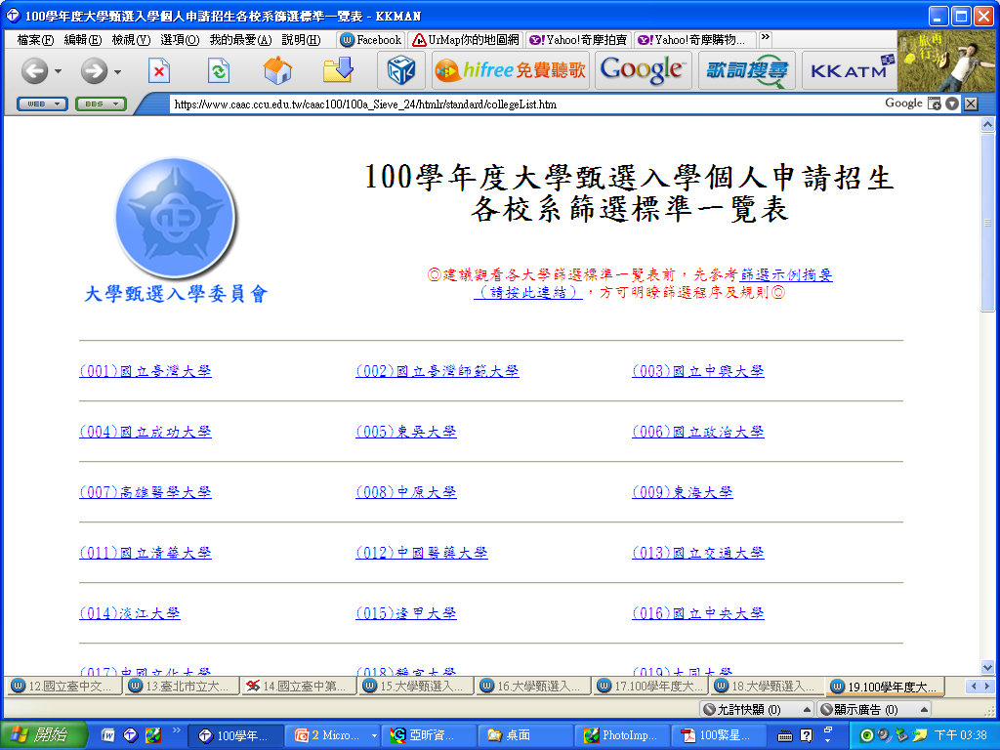 100學年度大學甄選入學個人申請招生各校系篩選標準一覽表 - KKMAN
檔案(F) 編輯(E) 檢視(V) 選項(O) 我的最愛(A) 說明(H) Facebook UrMap你的地圖網 Yahoo!奇摩拍賣 Yahoo!奇摩購物... »
hifree免費聽歌 Google 歌詞搜尋 KKATM
WEB BBS https://www.caac.ccu.edu.tw/caac100/100a_Sieve_24/htmlr/standard/collegeList.htm Google
100學年度大學甄選入學個人申請招生
各校系篩選標準一覽表
大學甄選入學委員會
◎建議觀看各大學篩選標準一覽表前，先參考篩選示例摘要
（請按此連結），方可明瞭篩選程序及規則◎
(001)國立臺灣大學 (002)國立臺灣師範大學 (003)國立中興大學
(004)國立成功大學 (005)東吳大學 (006)國立政治大學
(007)高雄醫學大學 (008)中原大學 (009)東海大學
(011)國立清華大學 (012)中國醫藥大學 (013)國立交通大學
(014)淡江大學 (015)逢甲大學 (016)國立中央大學
(017)中國文化大學 (018)靜宜大學 (019)大同大學
12.國立臺中文... 13.臺北市立大... 14.國立臺中第... 15.大學甄選入... 16.大學甄選入... 17.100學年度大... 18.大學甄選入... 19.100學年度大...
允許快顯 (0) 顯示廣告 (0)
開始 » 100學年... 2 Micro... 亞昕資... 桌面 PhotoImp... 100繁星... 下午 03:38